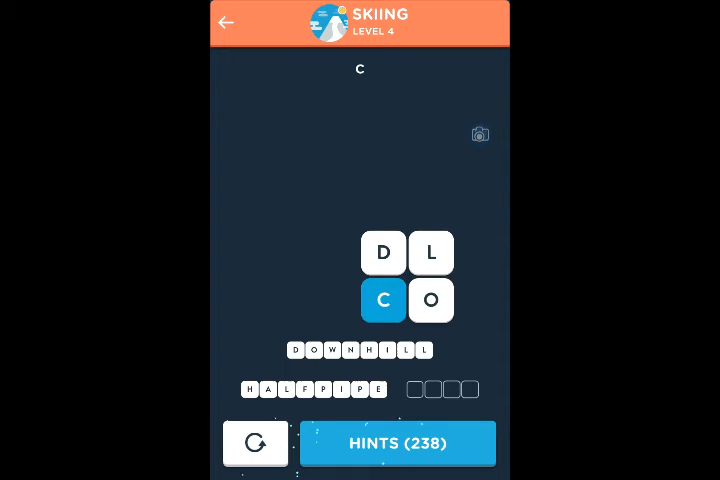 SKIING
LEVEL 4
C
D L
C O
DOWNHILL
HALFPIPE
HINTS (238)